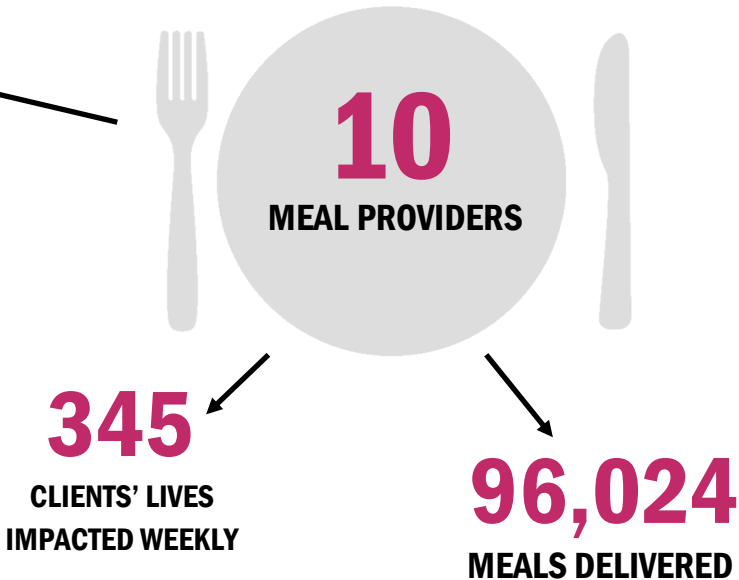 10
MEAL PROVIDERS
345
CLIENTS’ LIVES
IMPACTED WEEKLY
96,024
MEALS DELIVERED